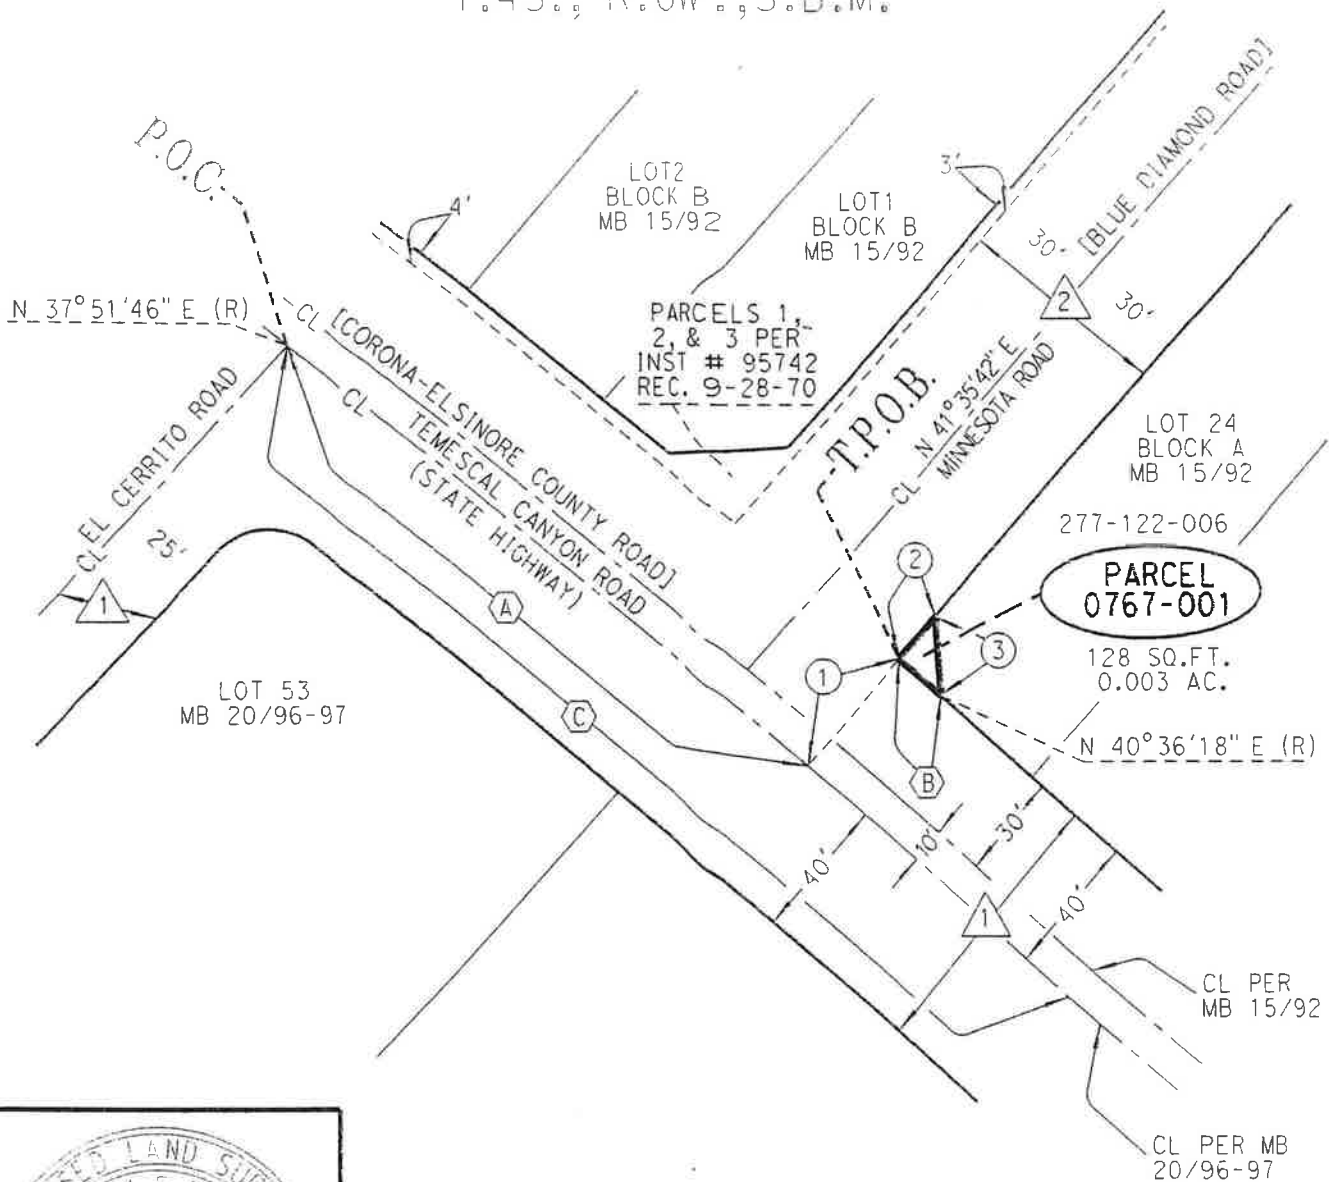 P.O.C.
N 37°51'46" E (R)
CL EL CERRITO ROAD
25'
1
LOT 53
MB 20/96-97
4'
LOT2
BLOCK B
MB 15/92
3'
LOT1
BLOCK B
MB 15/92
PARCELS 1,
2, & 3 PER
INST # 95742
REC. 9-28-70
CL [CORONA-ELSINORE COUNTY ROAD]
CL TEMESCAL CANYON ROAD
(STATE HIGHWAY)
[BLUE DIAMOND ROAD]
30'
2
30'
T.P.O.B.
N 41°35'42" E
CL MINNESOTA ROAD
LOT 24
BLOCK A
MB 15/92
277-122-006
PARCEL
0767-001
128 SQ.FT.
0.003 AC.
2
3
1
A
C
B
N 40°36'18" E (R)
40'
10'
30'
1
40'
CL PER
MB 15/92
CL PER MB
20/96-97
LAND